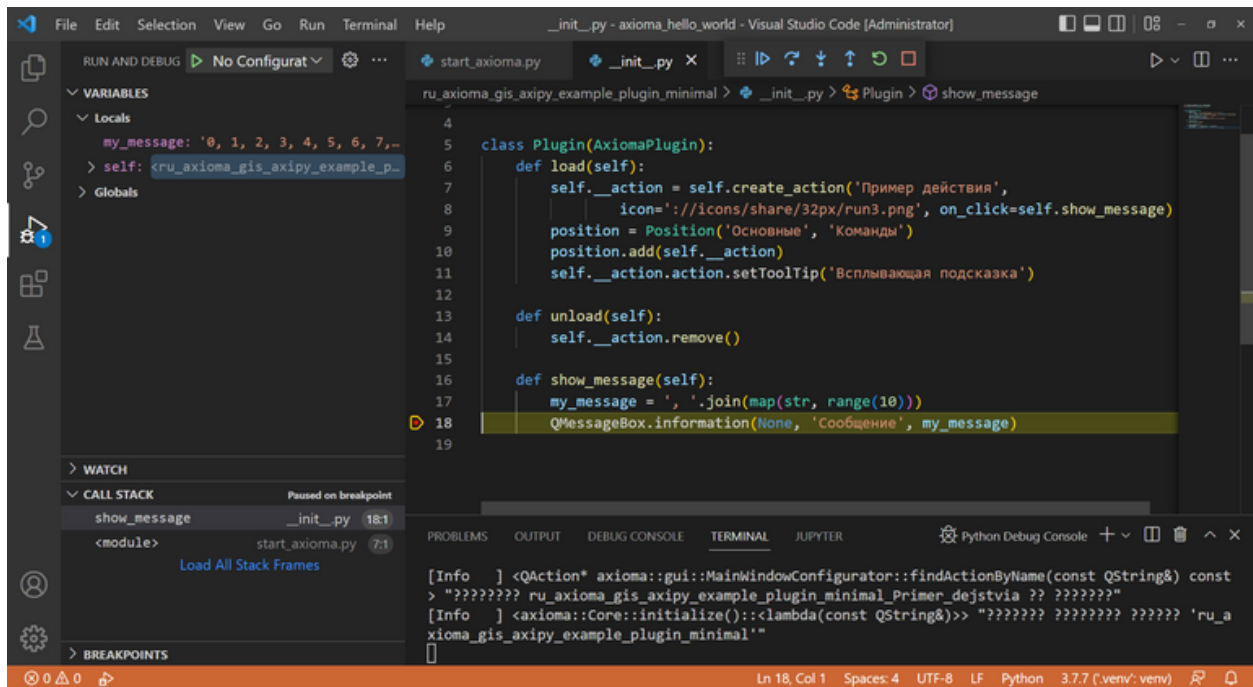 File Edit Selection View Go Run Terminal Help __init__.py - axioma_hello_world - Visual Studio Code [Administrator]
RUN AND DEBUG No Configurat
VARIABLES
Locals
my_message: '0, 1, 2, 3, 4, 5, 6, 7,…
self: <ru_axioma_gis_axipy_example_p…
Globals
WATCH
CALL STACK Paused on breakpoint
show_message __init__.py 18:1
<module> start_axioma.py 7:1
Load All Stack Frames
BREAKPOINTS
start_axioma.py __init__.py
ru_axioma_gis_axipy_example_plugin_minimal > __init__.py > Plugin > show_message
4
5 class Plugin(AxiomaPlugin):
6 def load(self):
7 self.__action = self.create_action('Пример действия',
8 icon='://icons/share/32px/run3.png', on_click=self.show_message)
9 position = Position('Основные', 'Команды')
10 position.add(self.__action)
11 self.__action.action.setToolTip('Всплывающая подсказка')
12
13 def unload(self):
14 self.__action.remove()
15
16 def show_message(self):
17 my_message = ', '.join(map(str, range(10)))
18 QMessageBox.information(None, 'Сообщение', my_message)
19
PROBLEMS OUTPUT DEBUG CONSOLE TERMINAL JUPYTER Python Debug Console
[Info ] <QAction* axioma::gui::MainWindowConfigurator::findActionByName(const QString&) const
> "???????? ru_axioma_gis_axipy_example_plugin_minimal_Primer_dejstvia ?? ???????"
[Info ] <axioma::Core::initialize()::<lambda(const QString&)>> "??????? ???????? ?????? 'ru_a
xioma_gis_axipy_example_plugin_minimal'"
1
0 0 Ln 18, Col 1 Spaces: 4 UTF-8 LF Python 3.7.7 ('.venv': venv)